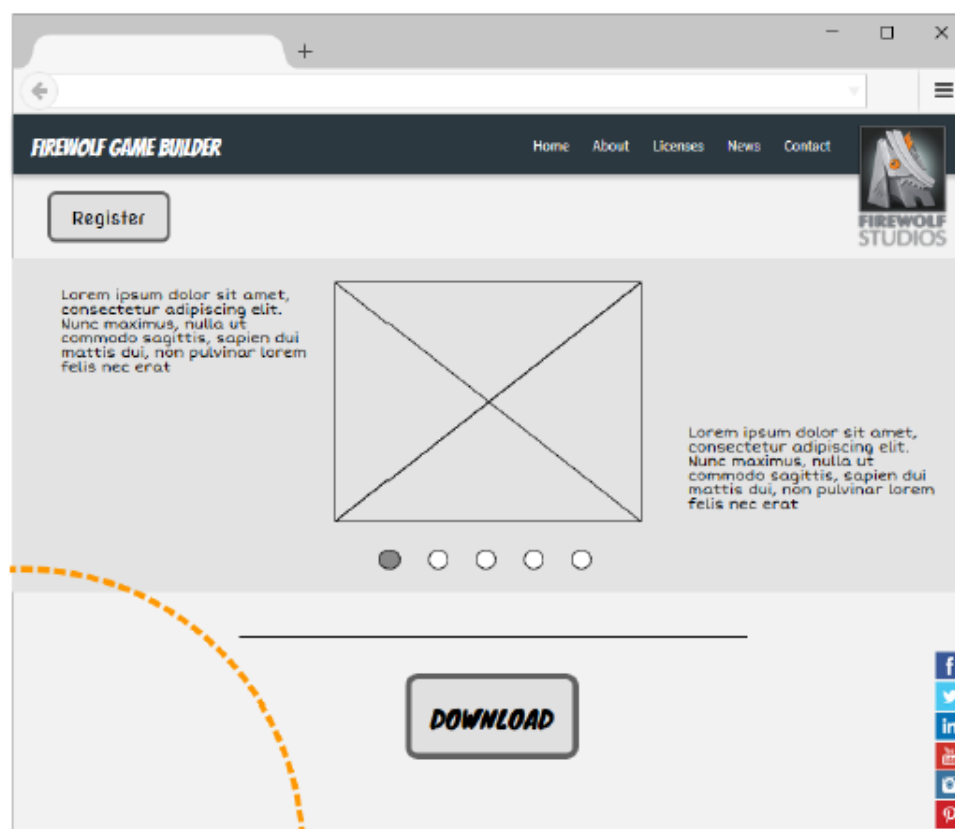 FIREWOLF GAME BUILDER
Home About Licenses News Contact
FIREWOLF
STUDIOS
Register
Lorem ipsum dolor sit amet,
consectetur adipiscing elit.
Nunc maximus, nulla ut
commodo sagittis, sapien dui
mattis dui, non pulvinar lorem
felis nec erat
Lorem ipsum dolor sit amet,
consectetur adipiscing elit.
Nunc maximus, nulla ut
commodo sagittis, sapien dui
mattis dui, non pulvinar lorem
felis nec erat
DOWNLOAD
f
in